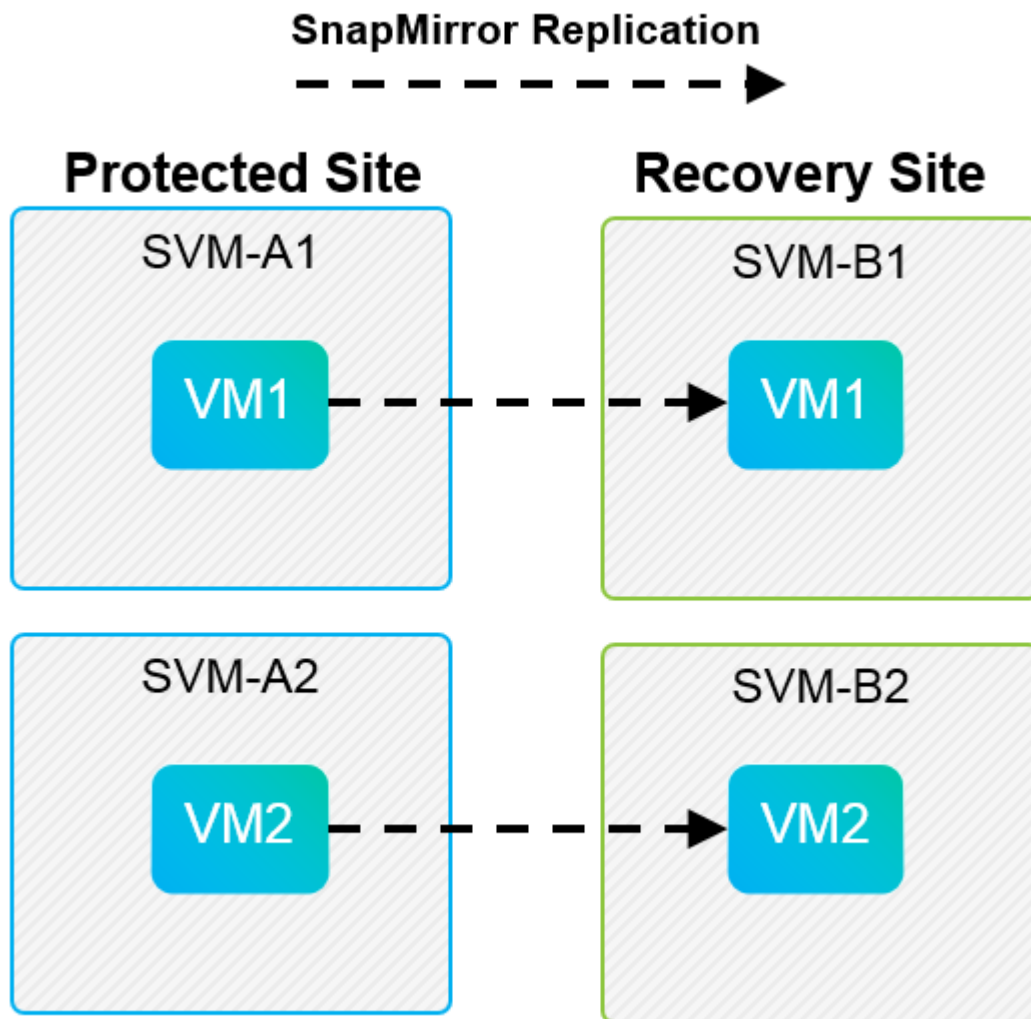 SnapMirror Replication
Protected Site
Recovery Site
SVM-A1
SVM-B1
VM1
VM1
SVM-A2
SVM-B2
VM2
VM2